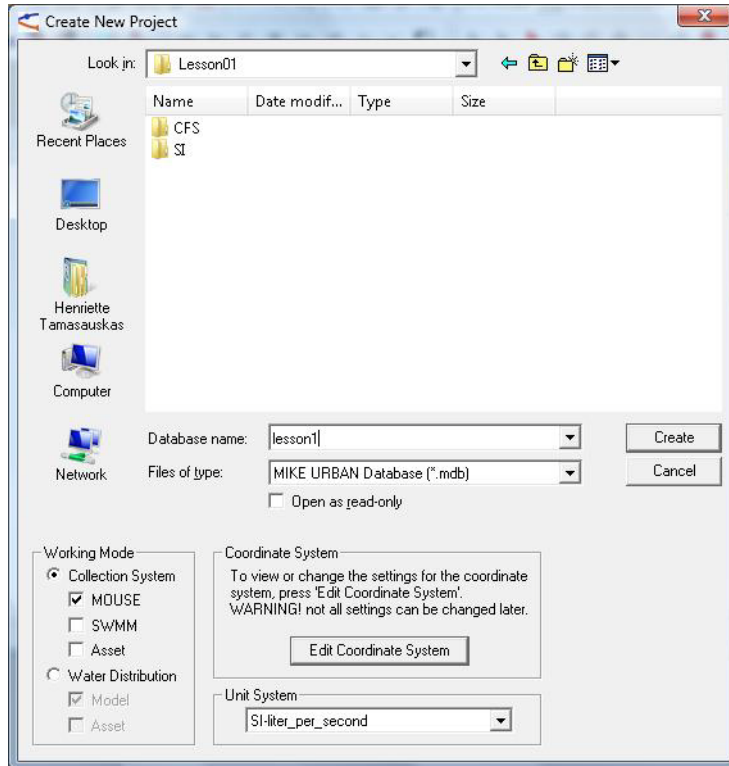 Create New Project
Look in: Lesson01
Name Date modif... Type Size
CFS
SI
Recent Places
Desktop
Henriette
Tamasauskas
Computer
Network
Database name: lesson1 Create
Files of type: MIKE URBAN Database (*.mdb) Cancel
Open as read-only
Working Mode
Collection System
MOUSE
SWMM
Asset
Water Distribution
Model
Asset
Coordinate System
To view or change the settings for the coordinate
system, press 'Edit Coordinate System'.
WARNING! not all settings can be changed later.
Edit Coordinate System
Unit System
SI-liter_per_second